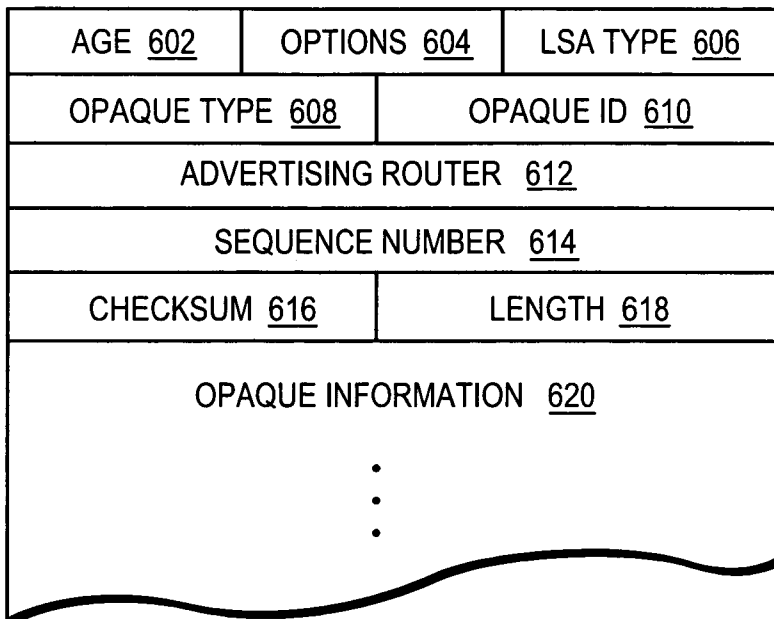 AGE 602 OPTIONS 604 LSA TYPE 606
OPAQUE TYPE 608 OPAQUE ID 610
ADVERTISING ROUTER 612
SEQUENCE NUMBER 614
CHECKSUM 616 LENGTH 618
OPAQUE INFORMATION 620